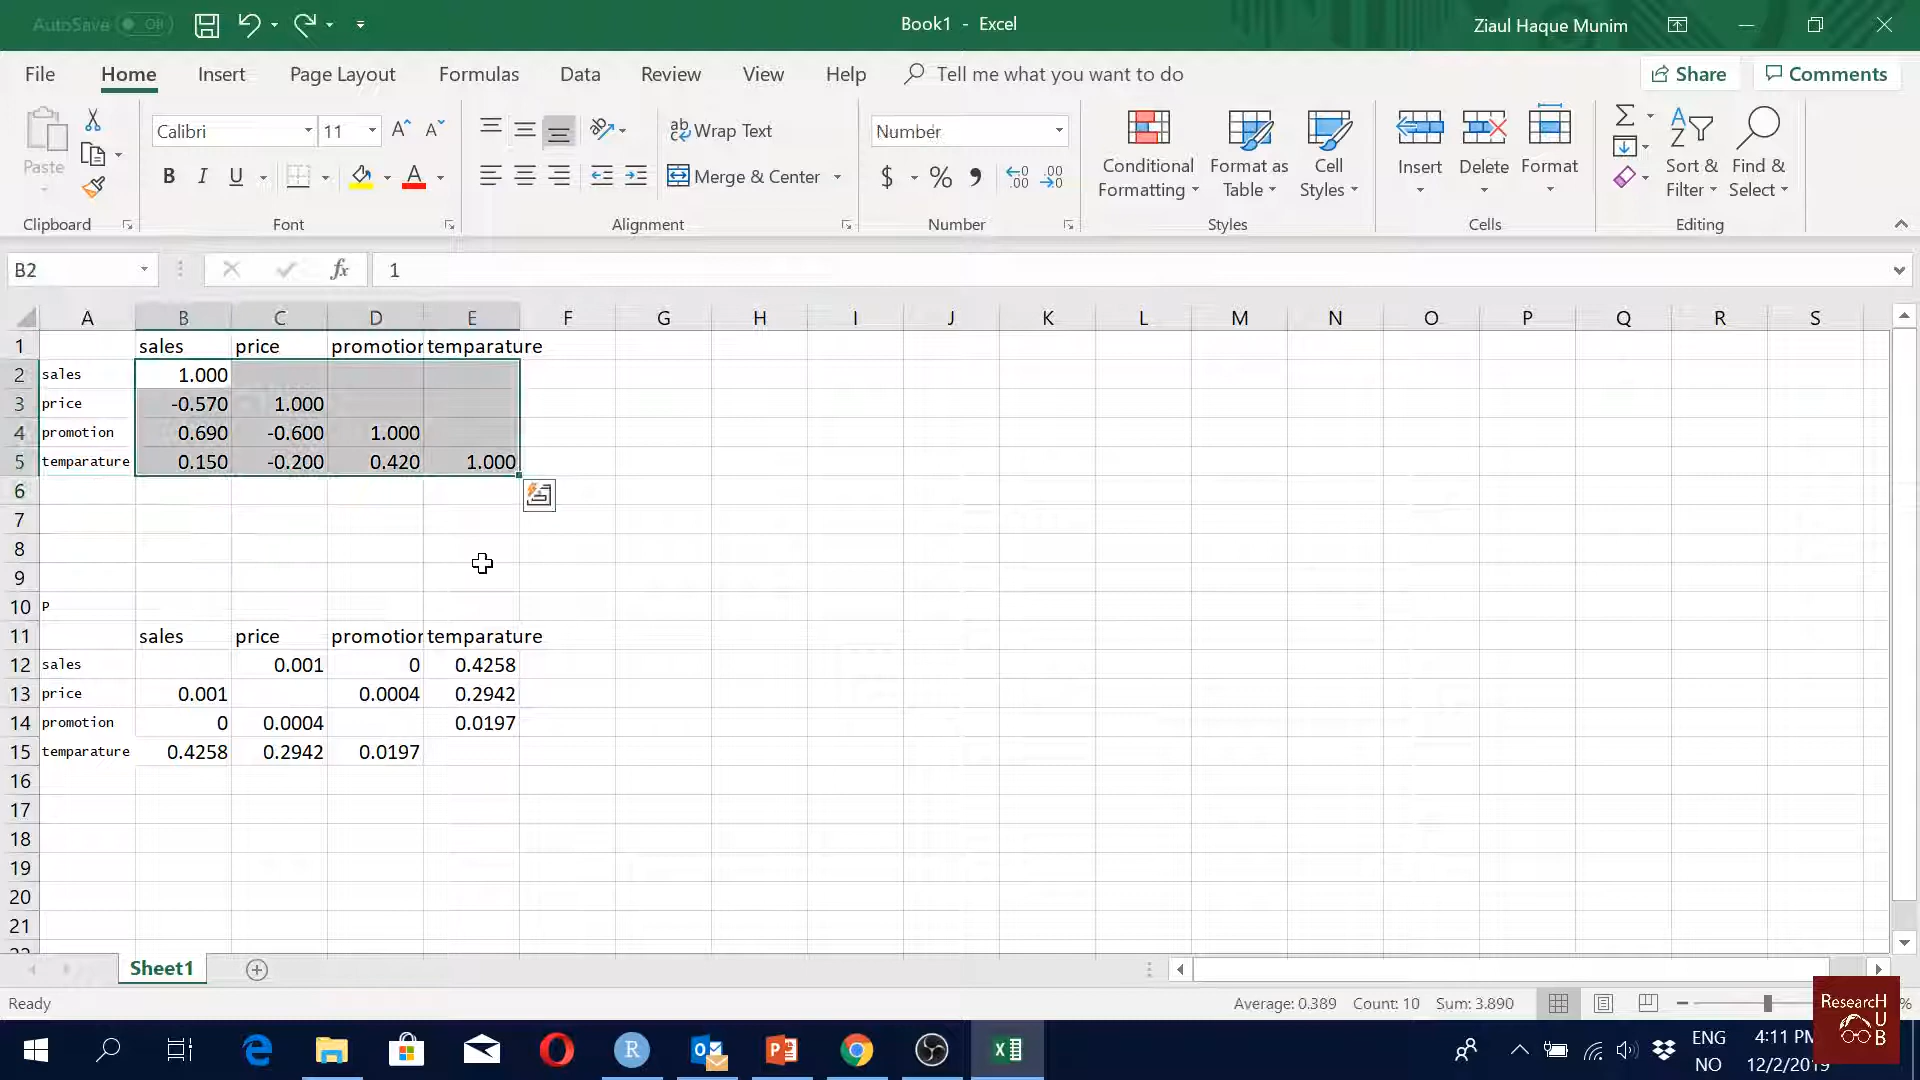 AutoSave Off
Book1 - Excel
Ziaul Haque Munim
File Home Insert Page Layout Formulas Data Review View Help Tell me what you want to do Share Comments
Calibri 11 Wrap Text Number
Paste B I U Merge & Center $ % Conditional Formatting Format as Table Cell Styles Insert Delete Format Sort & Filter Find & Select
Clipboard Font Alignment Number Styles Cells Editing
B2 fx 1
A B C D E F G H I J K L M N O P Q R S
1 sales price promotion temparature
2 sales 1.000
3 price -0.570 1.000
4 promotion 0.690 -0.600 1.000
5 temparature 0.150 -0.200 0.420 1.000
6
7
8
9
10 P
11 sales price promotion temparature
12 sales 0.001 0 0.4258
13 price 0.001 0.0004 0.2942
14 promotion 0 0.0004 0.0197
15 temparature 0.4258 0.2942 0.0197
16
17
18
19
20
21
Sheet1
Ready Average: 0.389 Count: 10 Sum: 3.890 %
ResearcH
HUB
ENG 4:11 PM
NO 12/2/2019